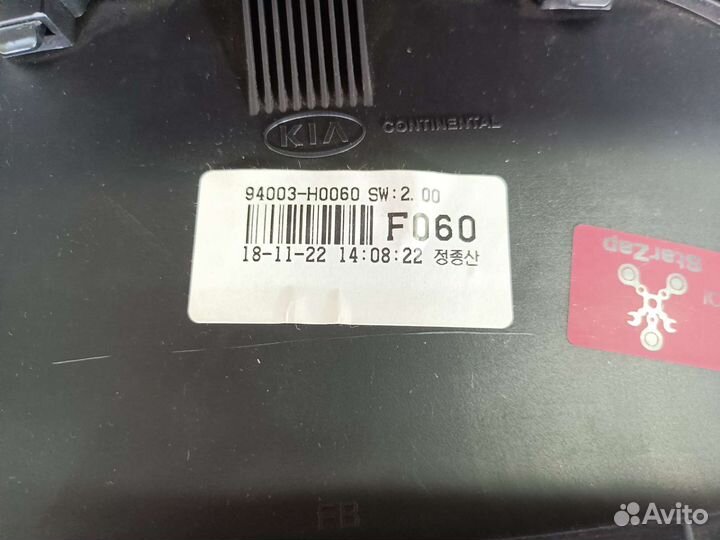 KIA
CONTINENTAL
94003-H0060 SW:2.00
F060
18-11-22 14:08:22 정종산
StarZap
K
FB
Avito